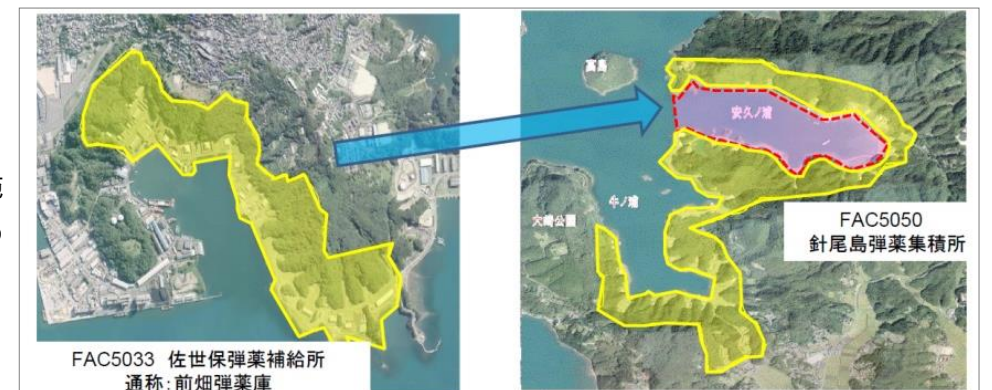 高島
安久ノ浦
牛ノ浦
大崎公園
FAC5050
針尾島弾薬集積所
FAC5033 佐世保弾薬補給所
通称：前畑弾薬庫